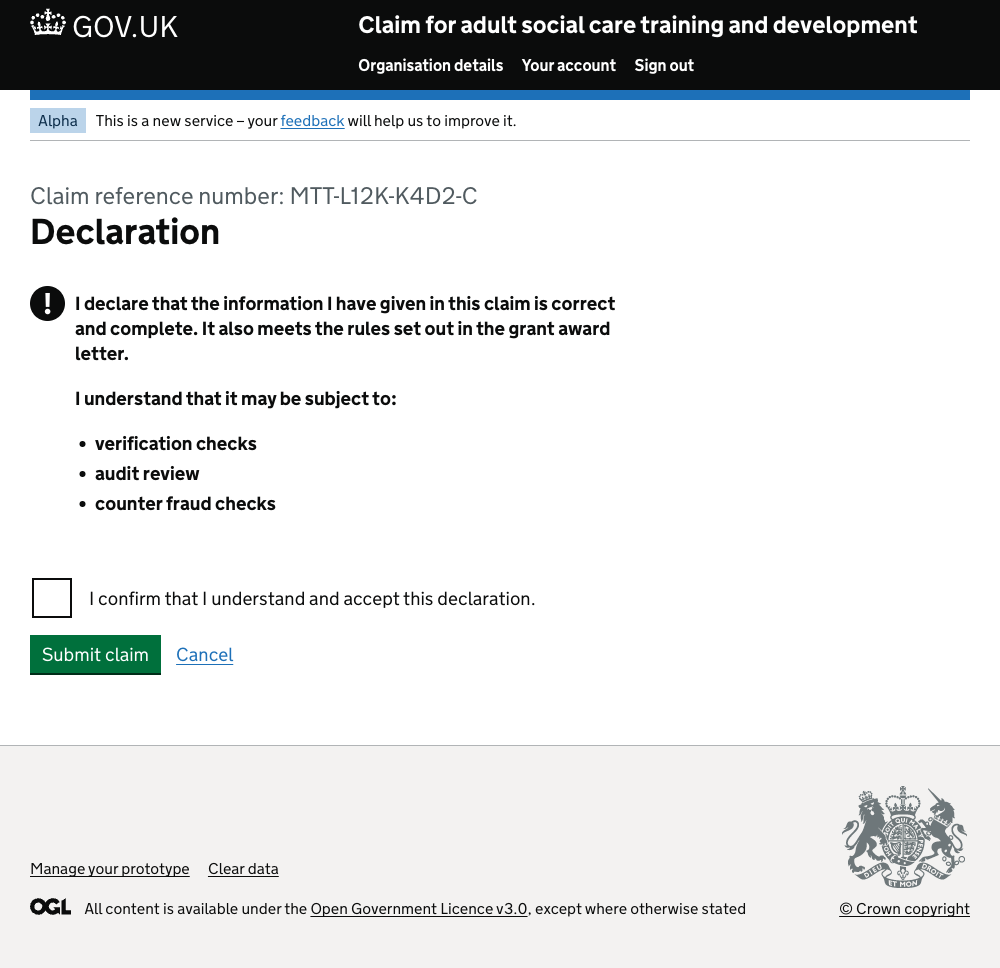 GOV.UK
Claim for adult social care training and development
Organisation details Your account Sign out
Alpha This is a new service – your feedback will help us to improve it.
Claim reference number: MTT-L12K-K4D2-C
Declaration
! I declare that the information I have given in this claim is correct
and complete. It also meets the rules set out in the grant award
letter.
I understand that it may be subject to:
• verification checks
• audit review
• counter fraud checks
I confirm that I understand and accept this declaration.
Submit claim Cancel
Manage your prototype Clear data
OGL All content is available under the Open Government Licence v3.0, except where otherwise stated
DIEU ET MON DROIT
© Crown copyright